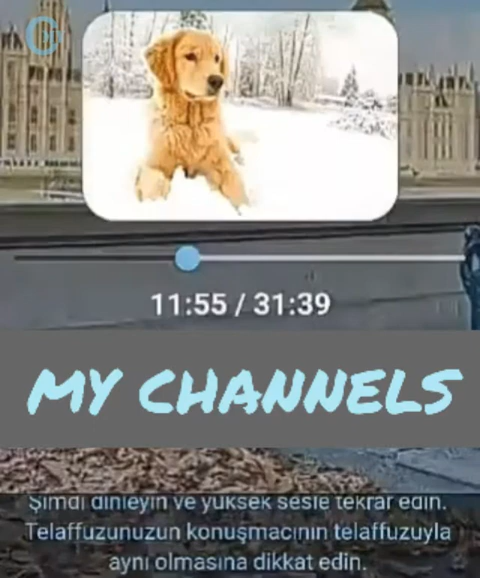 11:55 / 31:39
MY CHANNELS
Şimdi dinleyin ve yüksek sesle tekrar edin.
Telaffuzunuzun konuşmacının telaffuzuyla
aynı olmasına dikkat edin.